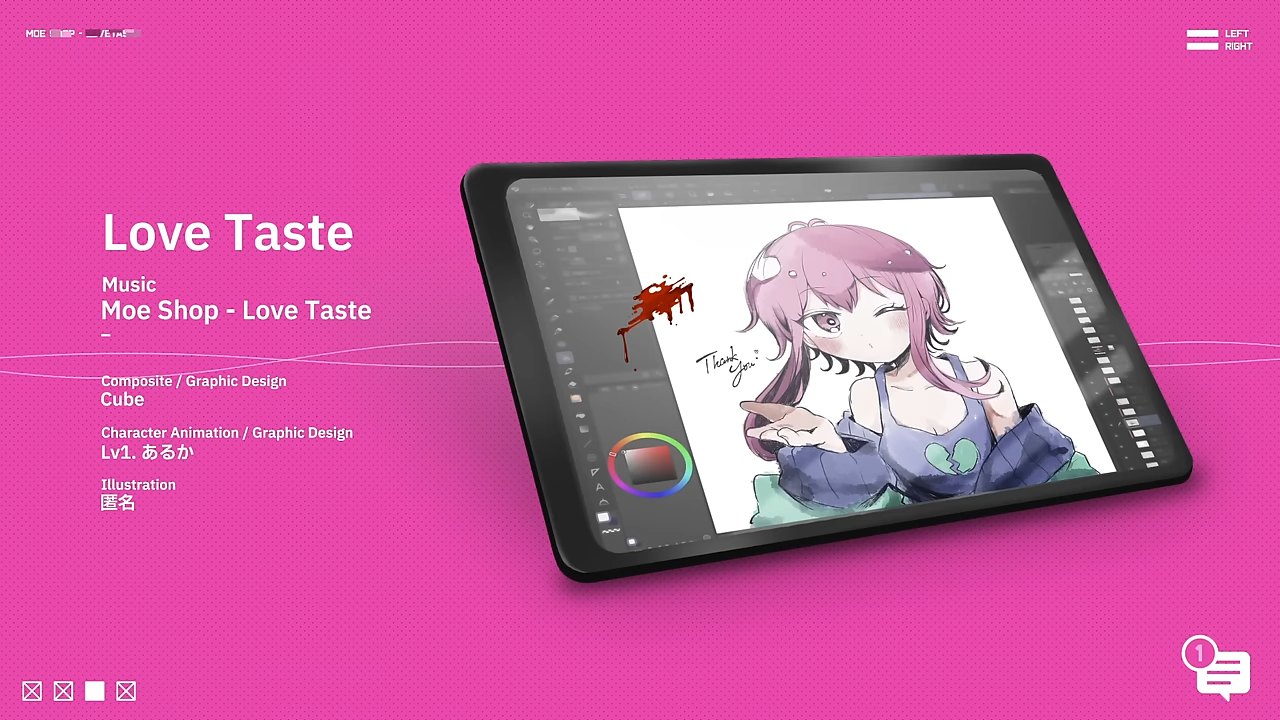 MOE
LEFT
RIGHT
Love Taste
Music
Moe Shop - Love Taste
–
Composite / Graphic Design
Cube
Character Animation / Graphic Design
Lv1. あるか
Illustration
匿名
Thank
you
1